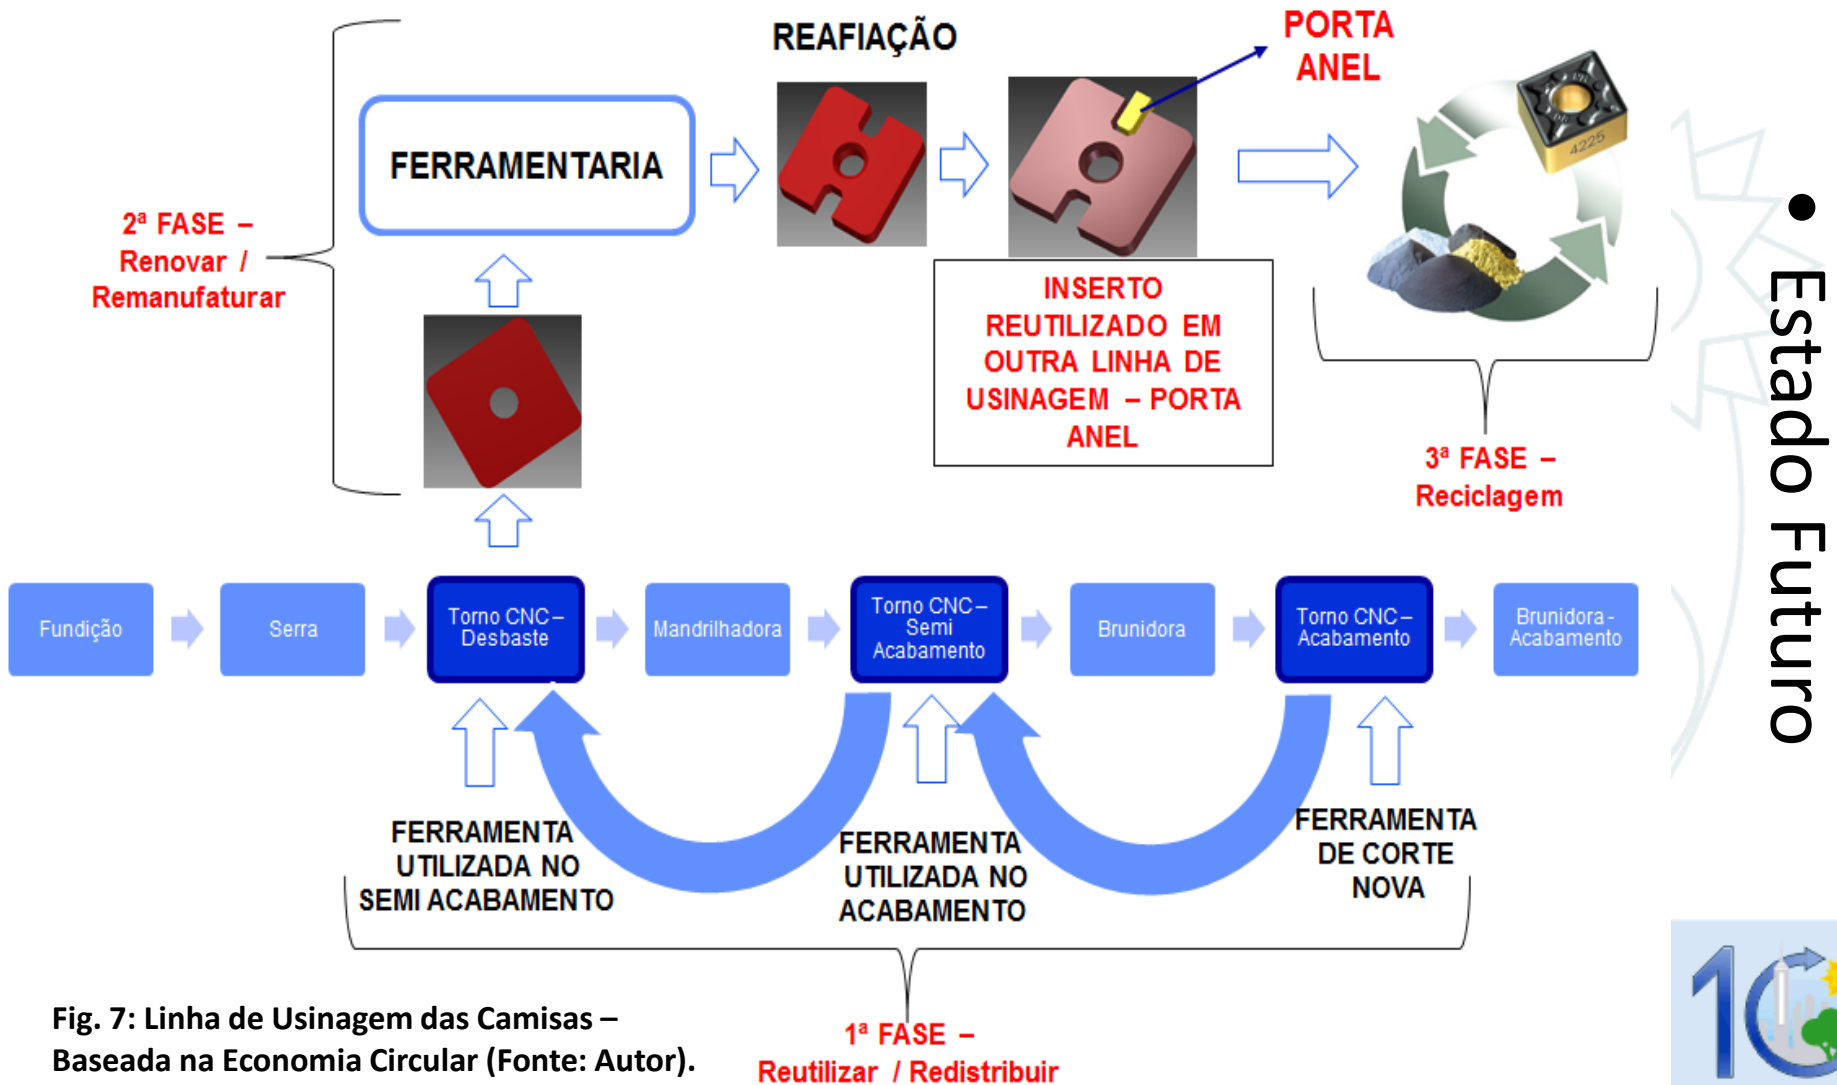 REAFIAÇÃO
PORTA
ANEL
FERRAMENTARIA
4225
2ª FASE –
Renovar /
Remanufaturar
INSERTO
REUTILIZADO EM
OUTRA LINHA DE
USINAGEM – PORTA
ANEL
3ª FASE –
Reciclagem
• Estado Futuro
Fundição
Serra
Torno CNC –
Desbaste
Mandrilhadora
Torno CNC –
Semi
Acabamento
Brunidora
Torno CNC –
Acabamento
Brunidora -
Acabamento
FERRAMENTA
UTILIZADA NO
SEMI ACABAMENTO
FERRAMENTA
UTILIZADA NO
ACABAMENTO
FERRAMENTA
DE CORTE
NOVA
1ª FASE –
Reutilizar / Redistribuir
Fig. 7: Linha de Usinagem das Camisas –
Baseada na Economia Circular (Fonte: Autor).
10